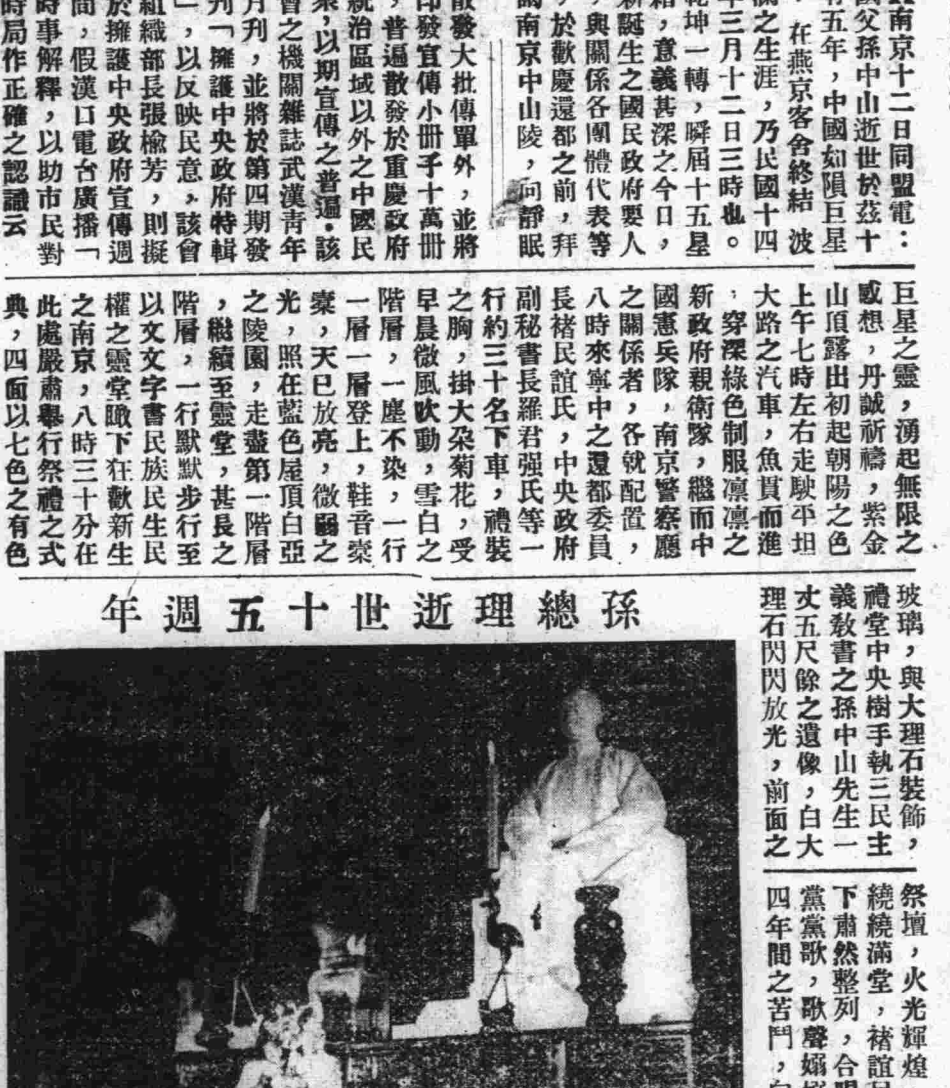 南京十二日同盟電：
國父孫中山逝世於茲十
有五年，中國如隕巨星
，在燕京客舍終結波
瀾之生涯，乃民國十四
年三月十二日三時也。
乾坤一轉，瞬屆十五星
霜，意義甚深之今日，
新誕生之國民政府要人
，與關係各團體代表等
，於歡慶還都之前，拜
謁南京中山陵，向靜眠
散發大批傳單外，並將
印發宣傳小冊子十萬冊
，普遍散發於重慶政府
統治區域以外之中國民
眾，以期宣傳之普遍。該
會之機關雜誌武漢青年
月刊，並將於第四期發
刊「擁護中央政府特輯
」，以反映民意，該會
組織部長張榆芳，則擬
於擁護中央政府宣傳週
間，假漢口電台廣播「
時事解釋，以助市民對
時局作正確之認識云
巨星之靈，湧起無限之
感想，丹誠祈禱，紫金
山頂露出初起朝陽之色
上午七時左右走駛平坦
大路之汽車，魚貫而進
，穿深綠色制服凜凜之
新政府親衛隊，繼而中
國憲兵隊，南京警察廳
之關係者，各就配置，
八時來寧中之還都委員
長褚民誼氏，中央政府
副秘書長羅君强氏等一
行約三十名下車，禮裝
之胸，掛大朵菊花，受
早晨微風吹動，雪白之
階層，一塵不染，一行
一層一層登上，鞋音橐
橐，天已放亮，微弱之
光，照在藍色屋頂白亞
之陵園，走盡第一階層
，繼續至靈堂，甚長之
階層，一行默默步行至
以文文字書民族民生民
權之靈堂瞰下狂歡新生
之南京，八時三十分在
此處嚴肅舉行祭禮之式
典，四面以七色之有色
玻璃，與大理石裝飾，
禮堂中央樹手執三民主
義敎書之孫中山先生一
丈五尺餘之遺像，白大
理石閃閃放光，前面之
祭壇，火光輝煌
繞繞滿堂，褚誼
下肅然整列，合
黨黨歌，歌聲嫋
四年間之苦鬥，
孫總理逝世十五週年